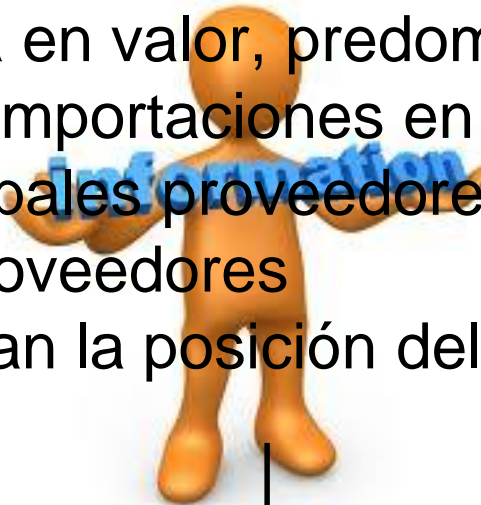 en valor, predom
mportaciones en
pales proveedore
information
oveedores
an la posición del